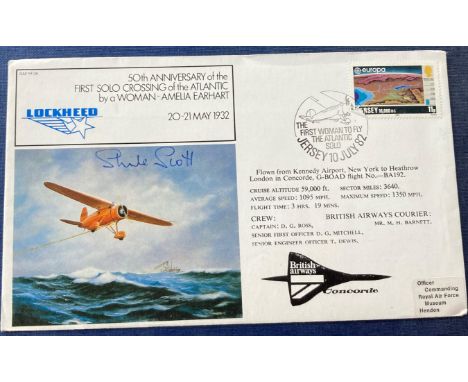 50th ANNIVERSARY of the
FIRST SOLO CROSSING of the ATLANTIC
by a WOMAN - AMELIA EARHART
LOCKHEED
20-21 MAY 1932
europa
JERSEY
11p
THE
FIRST WOMAN TO FLY
THE ATLANTIC
SOLO
JERSEY 10 JULY 82
Sheila Scott
Flown from Kennedy Airport, New York to Heathrow
London in Concorde, G-BOAD flight No.—BA192.
CRUISE ALTITUDE 59,000 ft. SECTOR MILES: 3640.
AVERAGE SPEED: 1095 MPH. MAXIMUM SPEED: 1350 MPH.
FLIGHT TIME: 3 HRS. 19 MINS.
CREW: BRITISH AIRWAYS COURIER:
CAPTAIN: D. G. ROSS, MR. M. H. BARNETT.
SENIOR FIRST OFFICER D. G. MITCHELL,
SENIOR ENGINEER OFFICER T. DEWIS.
British
airways
Concorde
Officer
Commanding
Royal Air Force
Museum
Hendon